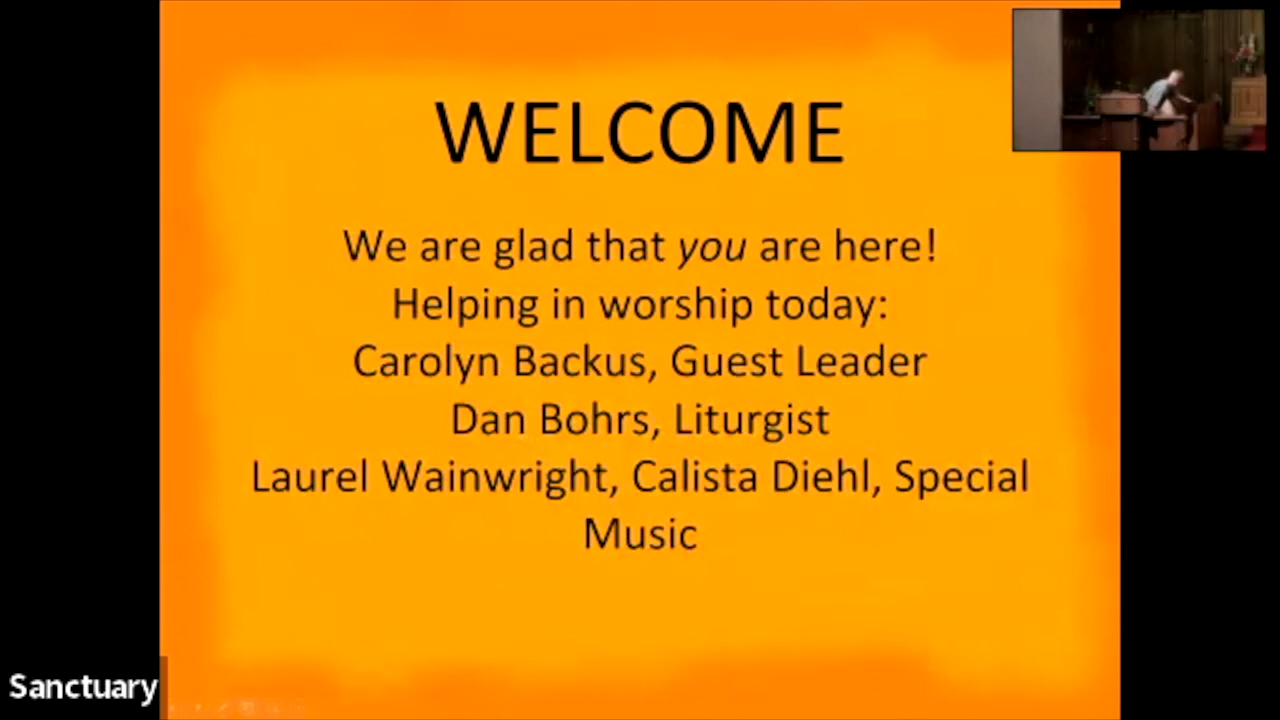 WELCOME
We are glad that you are here!
Helping in worship today:
Carolyn Backus, Guest Leader
Dan Bohrs, Liturgist
Laurel Wainwright, Calista Diehl, Special
Music
Sanctuary